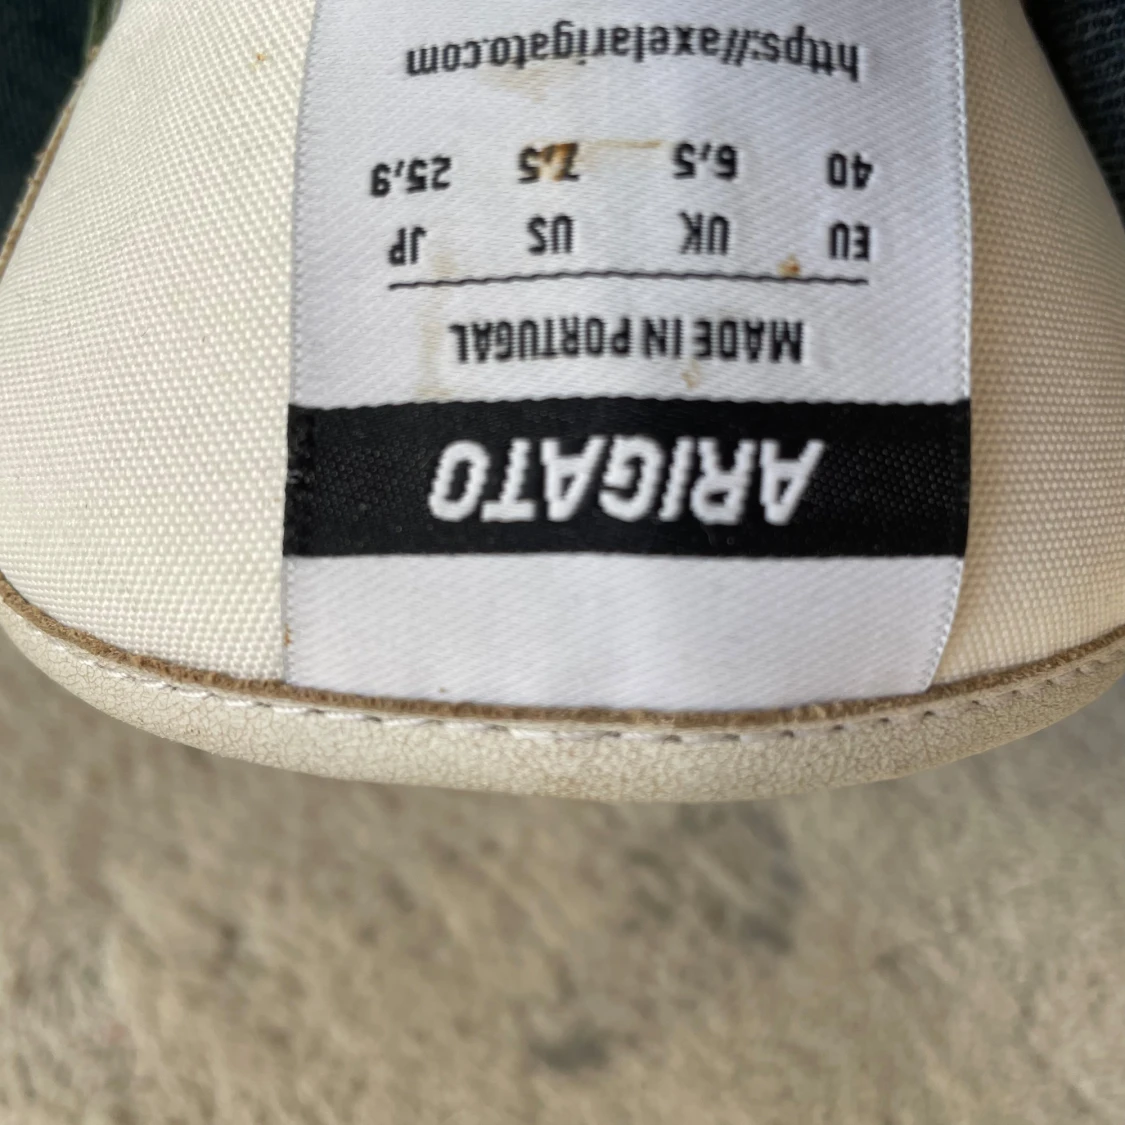 ARIGATO
MADE IN PORTUGAL
EU UK US JP
40 6,5 7,5 25,9
https://axelarigato.com